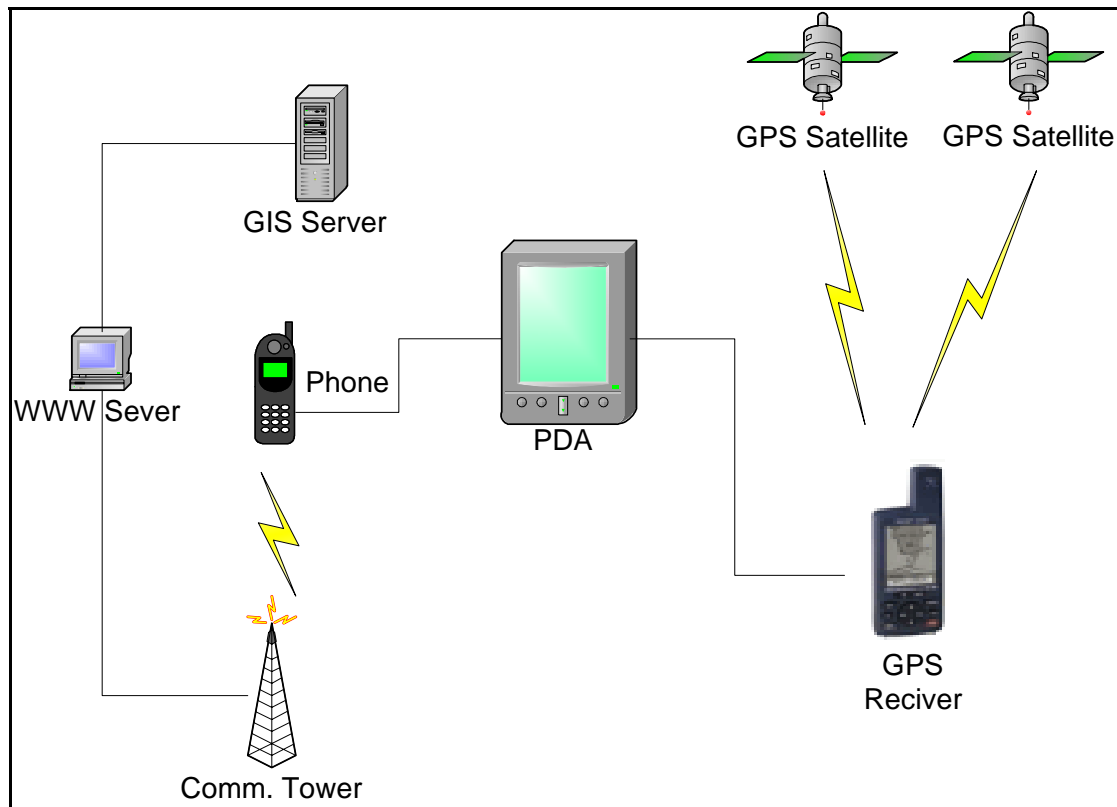 GPS Satellite
GPS Satellite
GIS Server
Phone
WWW Sever
PDA
GPS
Reciver
Comm. Tower